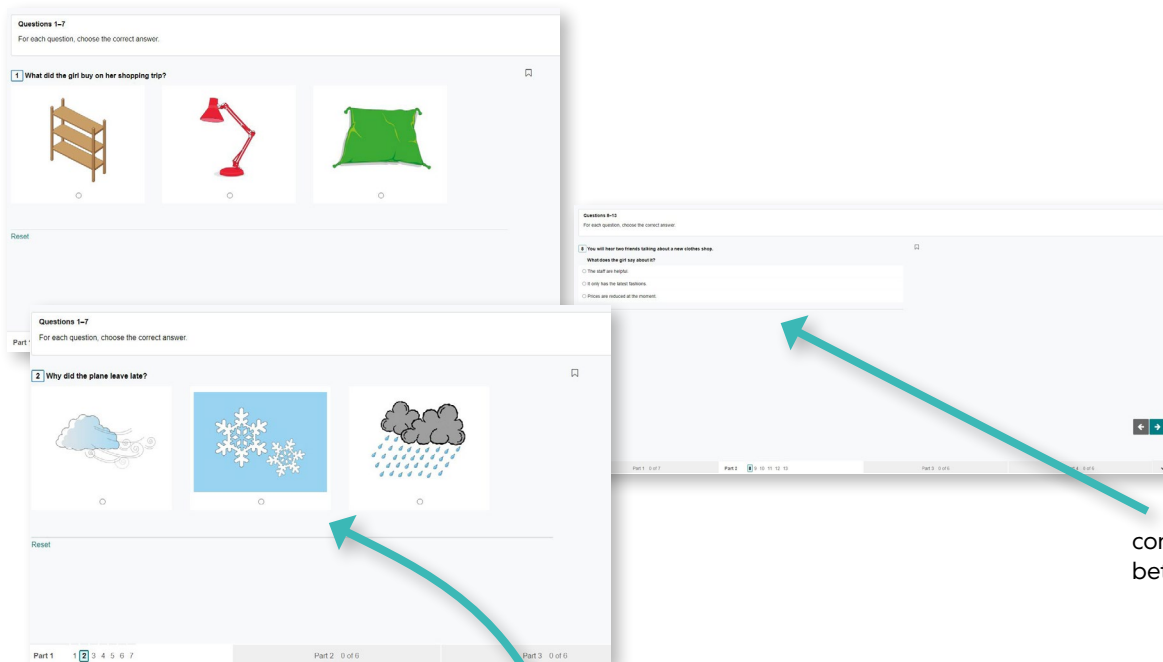 Questions 1–7
For each question, choose the correct answer.
1 What did the girl buy on her shopping trip?
Reset
Part
Questions 1–7
For each question, choose the correct answer.
2 Why did the plane leave late?
Reset
Part 1 1 2 3 4 5 6 7 Part 2 0 of 6 Part 3 0 of 6
Questions 8–13
For each question, choose the correct answer.
8 You will hear two friends talking about a new clothes shop.
What does the girl say about it?
The staff are helpful.
It only has the latest fashions.
Prices are reduced at the moment.
Part 1 0 of 7 Part 2 8 9 10 11 12 13 Part 3 0 of 6 0 of 6